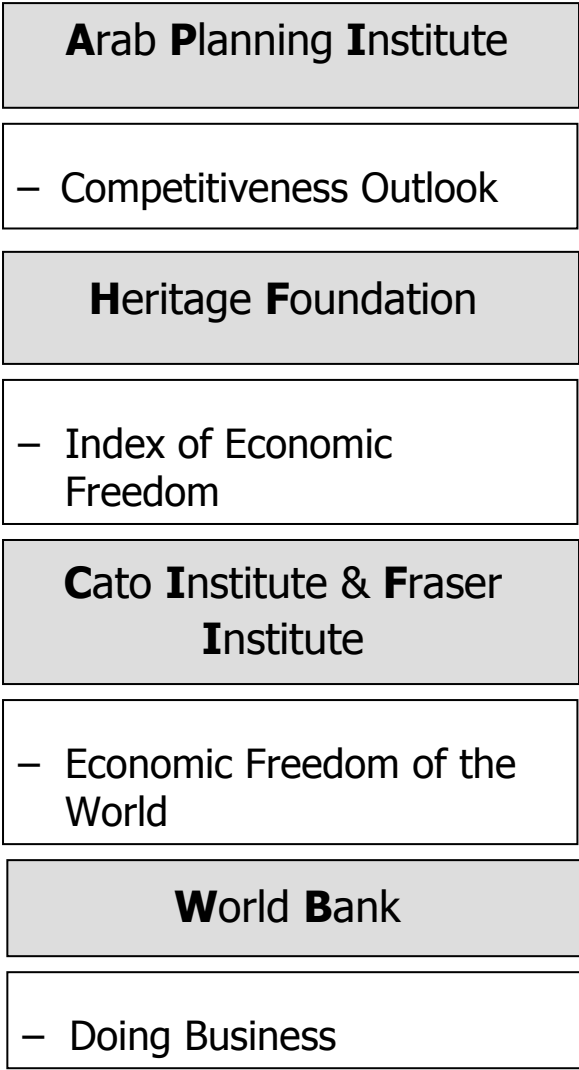 Arab Planning Institute
– Competitiveness Outlook
Heritage Foundation
– Index of Economic
Freedom
Cato Institute & Fraser
Institute
– Economic Freedom of the
World
World Bank
– Doing Business